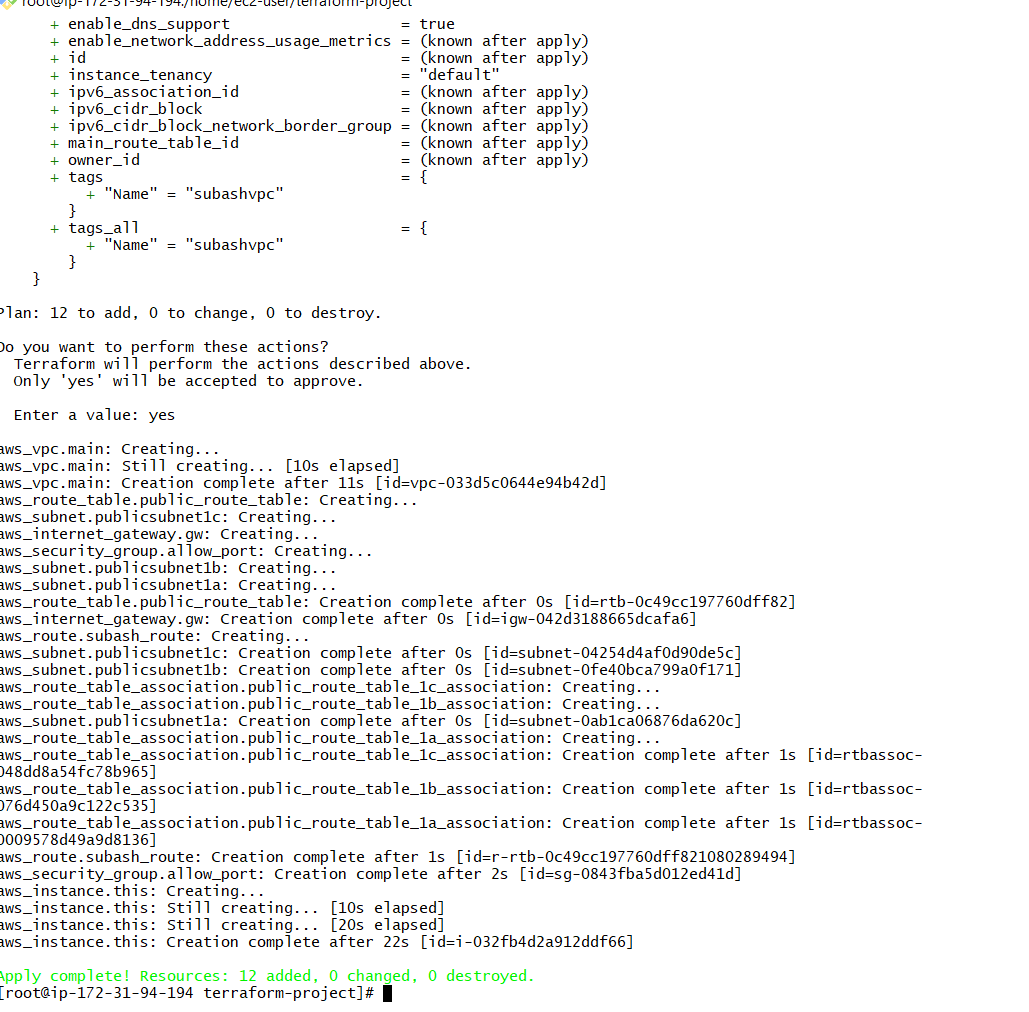 root@ip-172-31-94-194:/home/ec2-user/terraform-project
+ enable_dns_support = true
+ enable_network_address_usage_metrics = (known after apply)
+ id = (known after apply)
+ instance_tenancy = "default"
+ ipv6_association_id = (known after apply)
+ ipv6_cidr_block = (known after apply)
+ ipv6_cidr_block_network_border_group = (known after apply)
+ main_route_table_id = (known after apply)
+ owner_id = (known after apply)
+ tags = {
+ "Name" = "subashvpc"
}
+ tags_all = {
+ "Name" = "subashvpc"
}
}
Plan: 12 to add, 0 to change, 0 to destroy.
Do you want to perform these actions?
Terraform will perform the actions described above.
Only 'yes' will be accepted to approve.
Enter a value: yes
aws_vpc.main: Creating...
aws_vpc.main: Still creating... [10s elapsed]
aws_vpc.main: Creation complete after 11s [id=vpc-033d5c0644e94b42d]
aws_route_table.public_route_table: Creating...
aws_subnet.publicsubnet1c: Creating...
aws_internet_gateway.gw: Creating...
aws_security_group.allow_port: Creating...
aws_subnet.publicsubnet1b: Creating...
aws_subnet.publicsubnet1a: Creating...
aws_route_table.public_route_table: Creation complete after 0s [id=rtb-0c49cc197760dff82]
aws_internet_gateway.gw: Creation complete after 0s [id=igw-042d3188665dcafa6]
aws_route.subash_route: Creating...
aws_subnet.publicsubnet1c: Creation complete after 0s [id=subnet-04254d4af0d90de5c]
aws_subnet.publicsubnet1b: Creation complete after 0s [id=subnet-0fe40bca799a0f171]
aws_route_table_association.public_route_table_1c_association: Creating...
aws_route_table_association.public_route_table_1b_association: Creating...
aws_subnet.publicsubnet1a: Creation complete after 0s [id=subnet-0ab1ca06876da620c]
aws_route_table_association.public_route_table_1a_association: Creating...
aws_route_table_association.public_route_table_1c_association: Creation complete after 1s [id=rtbassoc-
048dd8a54fc78b965]
aws_route_table_association.public_route_table_1b_association: Creation complete after 1s [id=rtbassoc-
076d450a9c122c535]
aws_route_table_association.public_route_table_1a_association: Creation complete after 1s [id=rtbassoc-
0009578d49a9d8136]
aws_route.subash_route: Creation complete after 1s [id=r-rtb-0c49cc197760dff821080289494]
aws_security_group.allow_port: Creation complete after 2s [id=sg-0843fba5d012ed41d]
aws_instance.this: Creating...
aws_instance.this: Still creating... [10s elapsed]
aws_instance.this: Still creating... [20s elapsed]
aws_instance.this: Creation complete after 22s [id=i-032fb4d2a912ddf66]
Apply complete! Resources: 12 added, 0 changed, 0 destroyed.
[root@ip-172-31-94-194 terraform-project]#